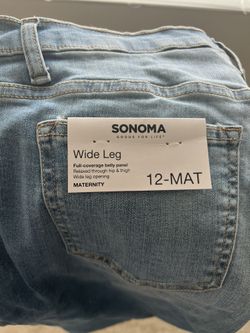 SONOMA
GOODS FOR LIFE
Wide Leg
Full-coverage belly panel
Relaxed through hip & thigh
Wide leg opening
MATERNITY
12-MAT